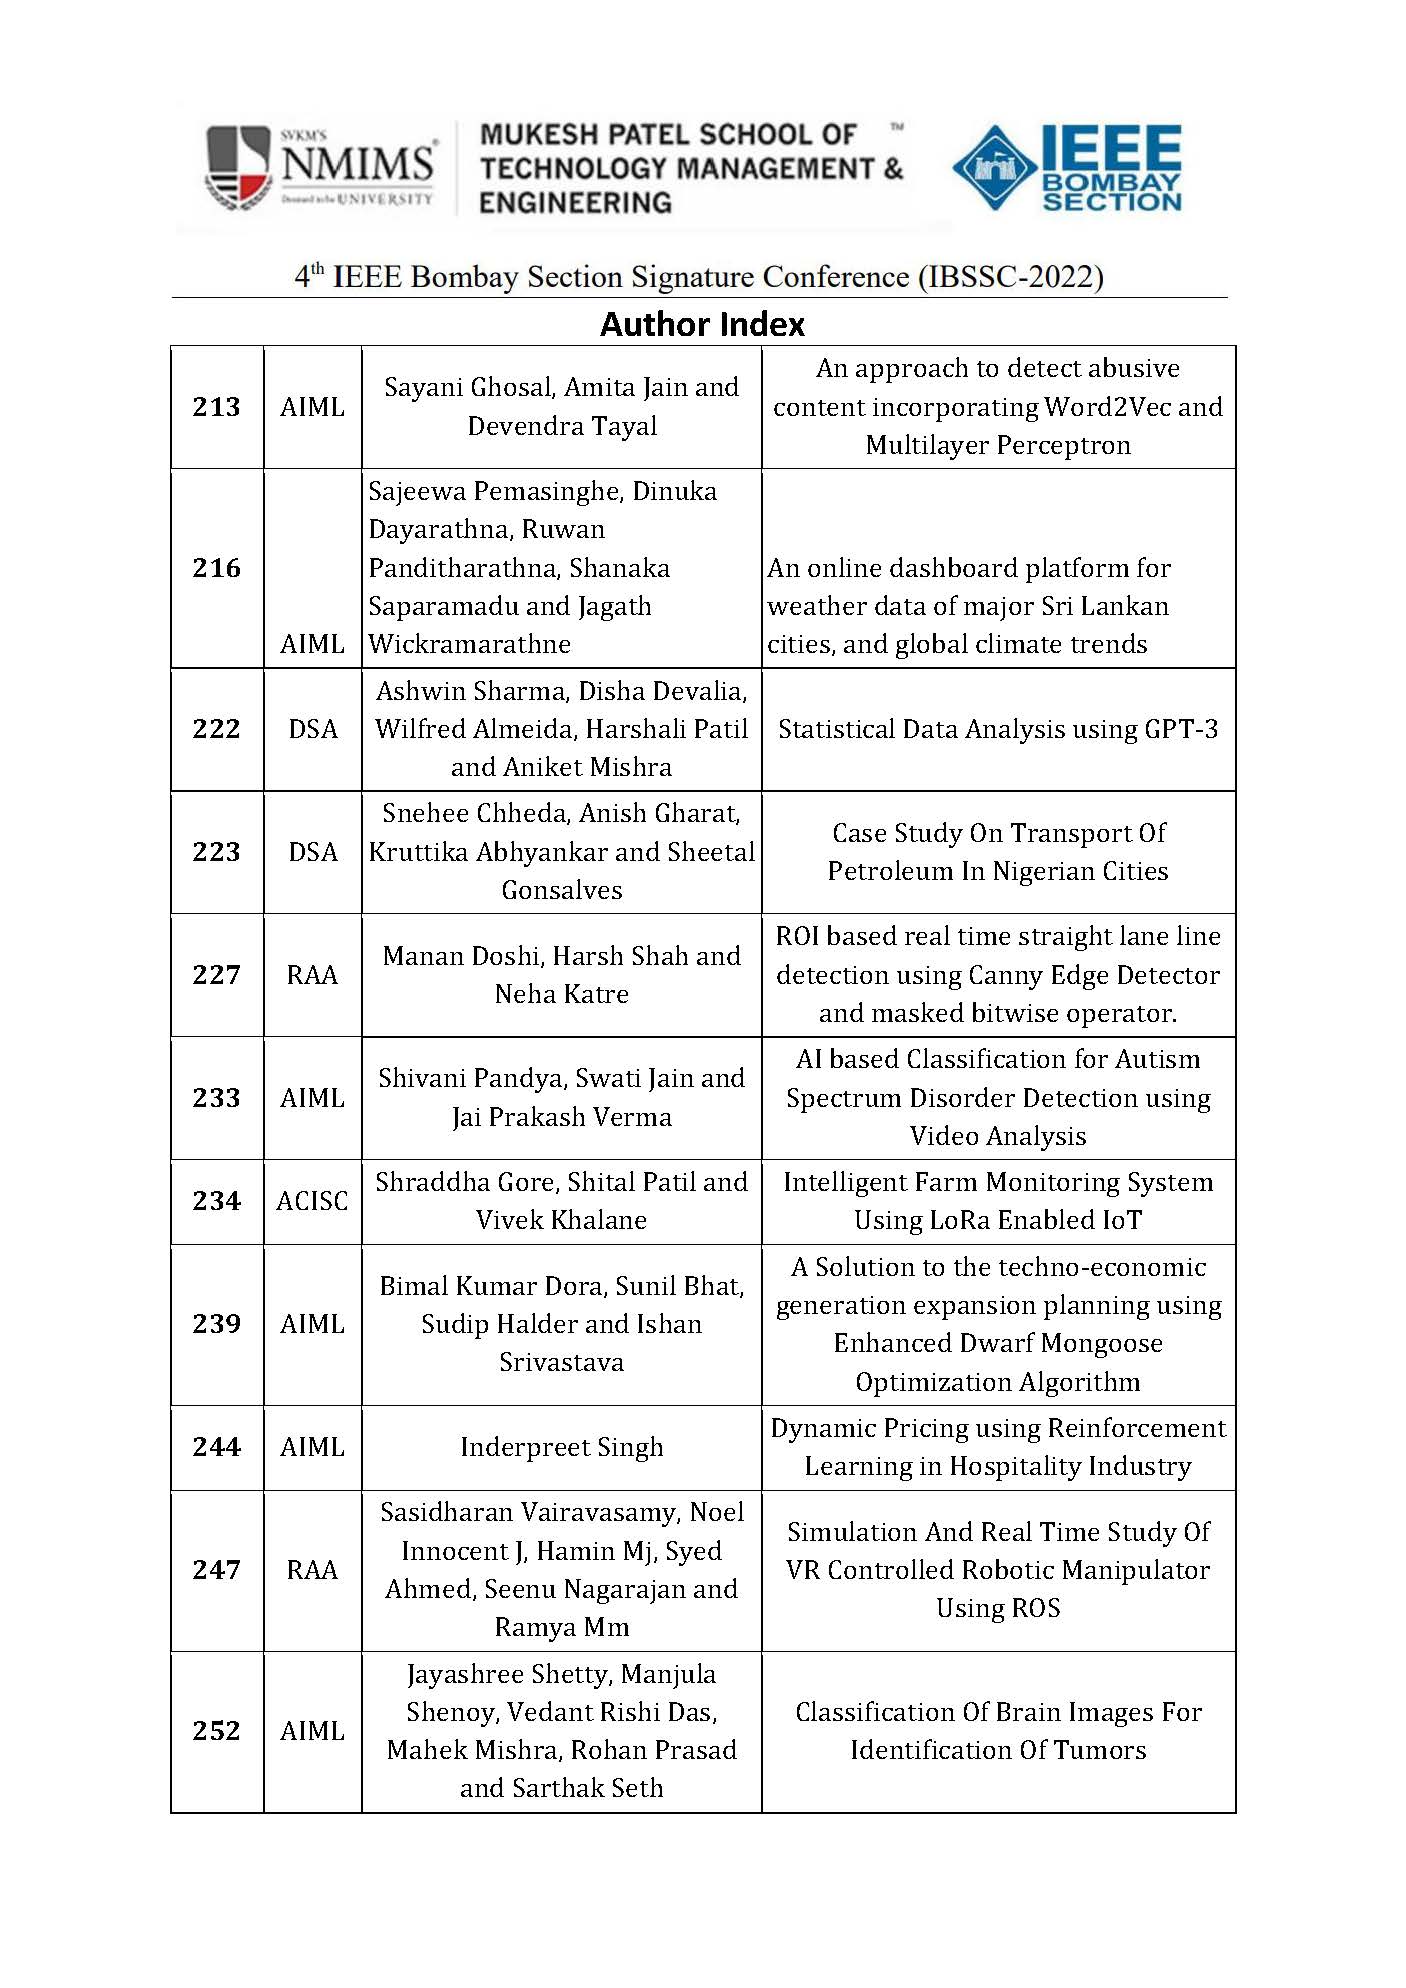 SVKM'S
NMIMS®
Deemed to be UNIVERSITY
MUKESH PATEL SCHOOL OF ™
TECHNOLOGY MANAGEMENT &
ENGINEERING
IEEE
BOMBAY
SECTION
4th IEEE Bombay Section Signature Conference (IBSSC-2022)
Author Index
213
AIML
Sayani Ghosal, Amita Jain and
Devendra Tayal
An approach to detect abusive
content incorporating Word2Vec and
Multilayer Perceptron
216
AIML
Sajeewa Pemasinghe, Dinuka
Dayarathna, Ruwan
Panditharathna, Shanaka
Saparamadu and Jagath
Wickramarathne
An online dashboard platform for
weather data of major Sri Lankan
cities, and global climate trends
222
DSA
Ashwin Sharma, Disha Devalia,
Wilfred Almeida, Harshali Patil
and Aniket Mishra
Statistical Data Analysis using GPT-3
223
DSA
Snehee Chheda, Anish Gharat,
Kruttika Abhyankar and Sheetal
Gonsalves
Case Study On Transport Of
Petroleum In Nigerian Cities
227
RAA
Manan Doshi, Harsh Shah and
Neha Katre
ROI based real time straight lane line
detection using Canny Edge Detector
and masked bitwise operator.
233
AIML
Shivani Pandya, Swati Jain and
Jai Prakash Verma
AI based Classification for Autism
Spectrum Disorder Detection using
Video Analysis
234
ACISC
Shraddha Gore, Shital Patil and
Vivek Khalane
Intelligent Farm Monitoring System
Using LoRa Enabled IoT
239
AIML
Bimal Kumar Dora, Sunil Bhat,
Sudip Halder and Ishan
Srivastava
A Solution to the techno-economic
generation expansion planning using
Enhanced Dwarf Mongoose
Optimization Algorithm
244
AIML
Inderpreet Singh
Dynamic Pricing using Reinforcement
Learning in Hospitality Industry
247
RAA
Sasidharan Vairavasamy, Noel
Innocent J, Hamin Mj, Syed
Ahmed, Seenu Nagarajan and
Ramya Mm
Simulation And Real Time Study Of
VR Controlled Robotic Manipulator
Using ROS
252
AIML
Jayashree Shetty, Manjula
Shenoy, Vedant Rishi Das,
Mahek Mishra, Rohan Prasad
and Sarthak Seth
Classification Of Brain Images For
Identification Of Tumors